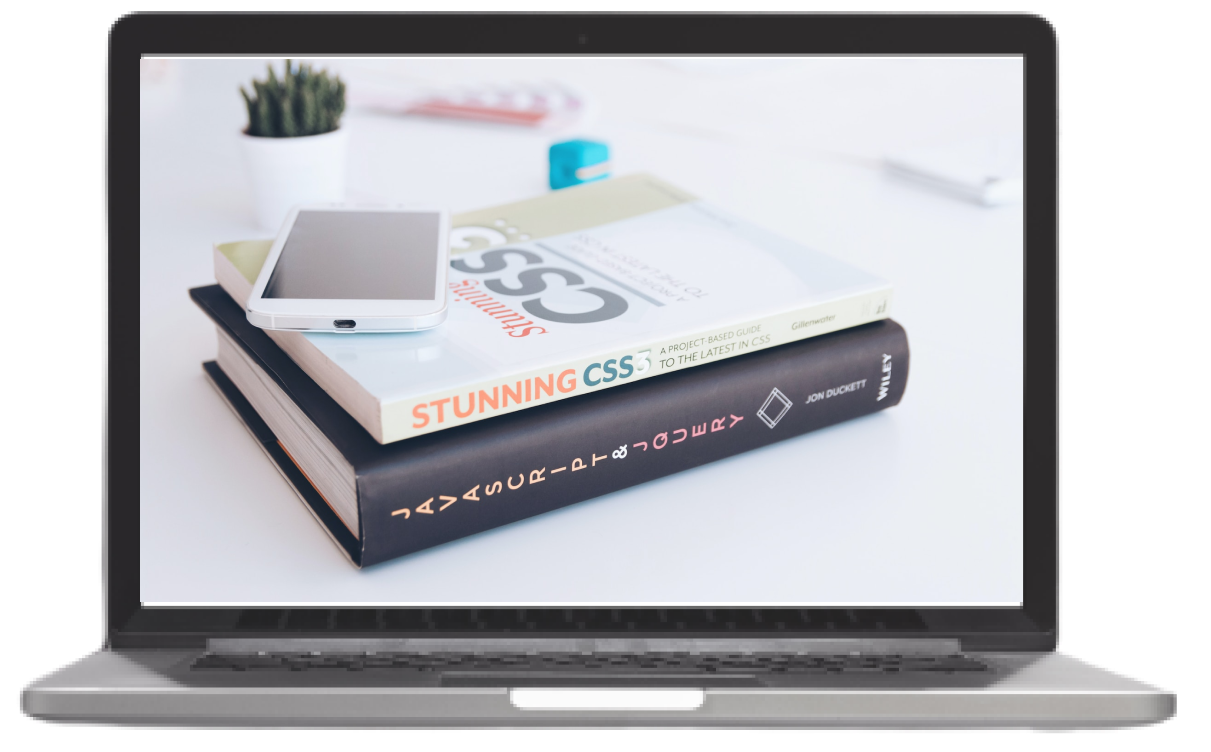 Stunning
CSS
A PROJECT-BASED GUIDE
TO THE LATEST IN CSS
STUNNING CSS3
A PROJECT-BASED GUIDE
TO THE LATEST IN CSS
Gillenwater
JAVASCRIPT & JQUERY
JON DUCKETT
WILEY